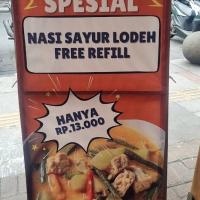 SPESIAL
NASI SAYUR LODEH
FREE REFILL
HANYA
RP.13.000